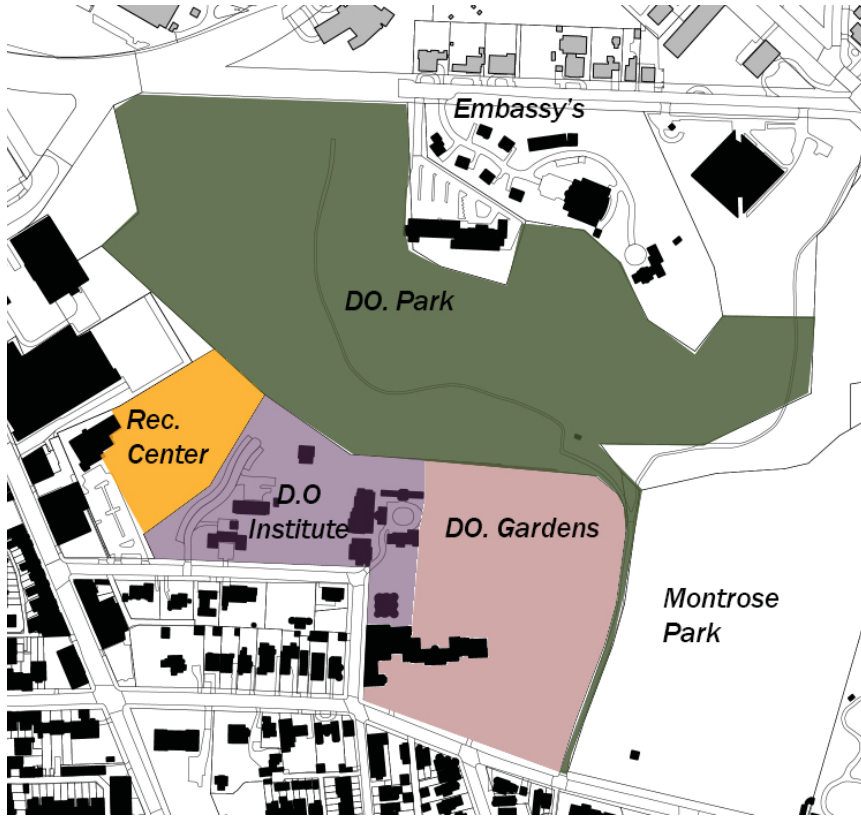 Embassy's
DO. Park
Rec.
Center
D.O
Institute
DO. Gardens
Montrose
Park